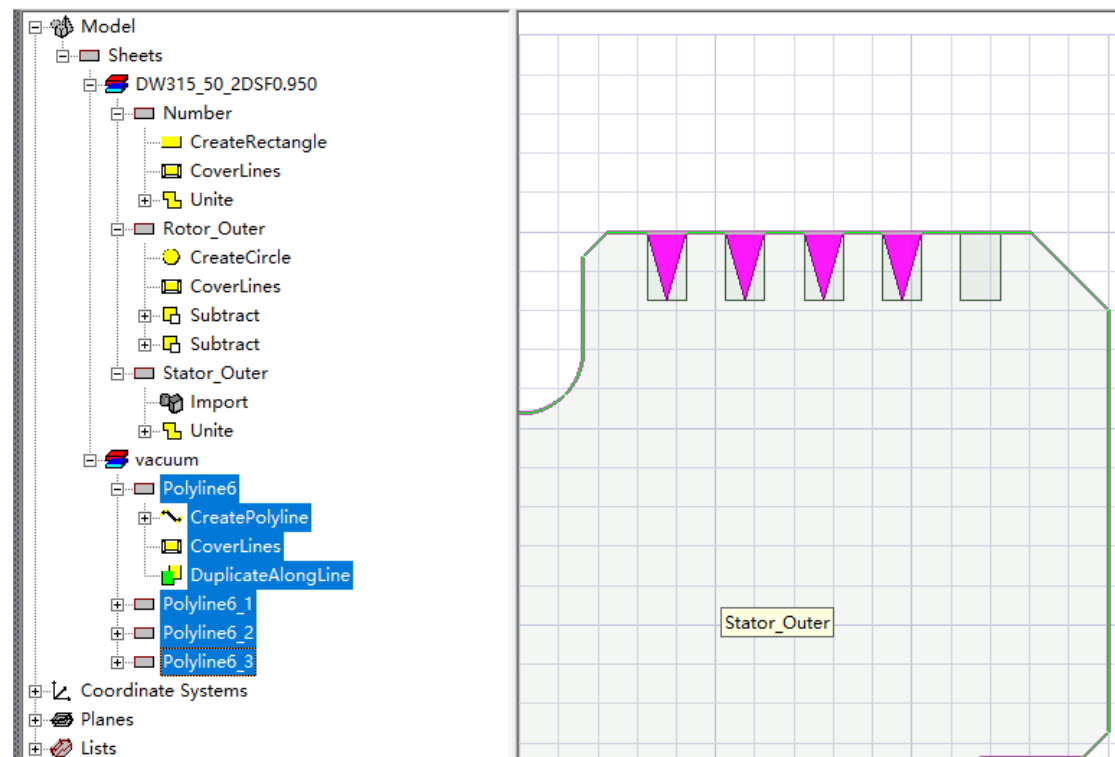 Model
Sheets
DW315_50_2DSF0.950
Number
CreateRectangle
CoverLines
Unite
Rotor_Outer
CreateCircle
CoverLines
Subtract
Subtract
Stator_Outer
Import
Unite
vacuum
Polyline6
CreatePolyline
CoverLines
DuplicateAlongLine
Polyline6_1
Polyline6_2
Polyline6_3
Coordinate Systems
Planes
Lists
Stator_Outer